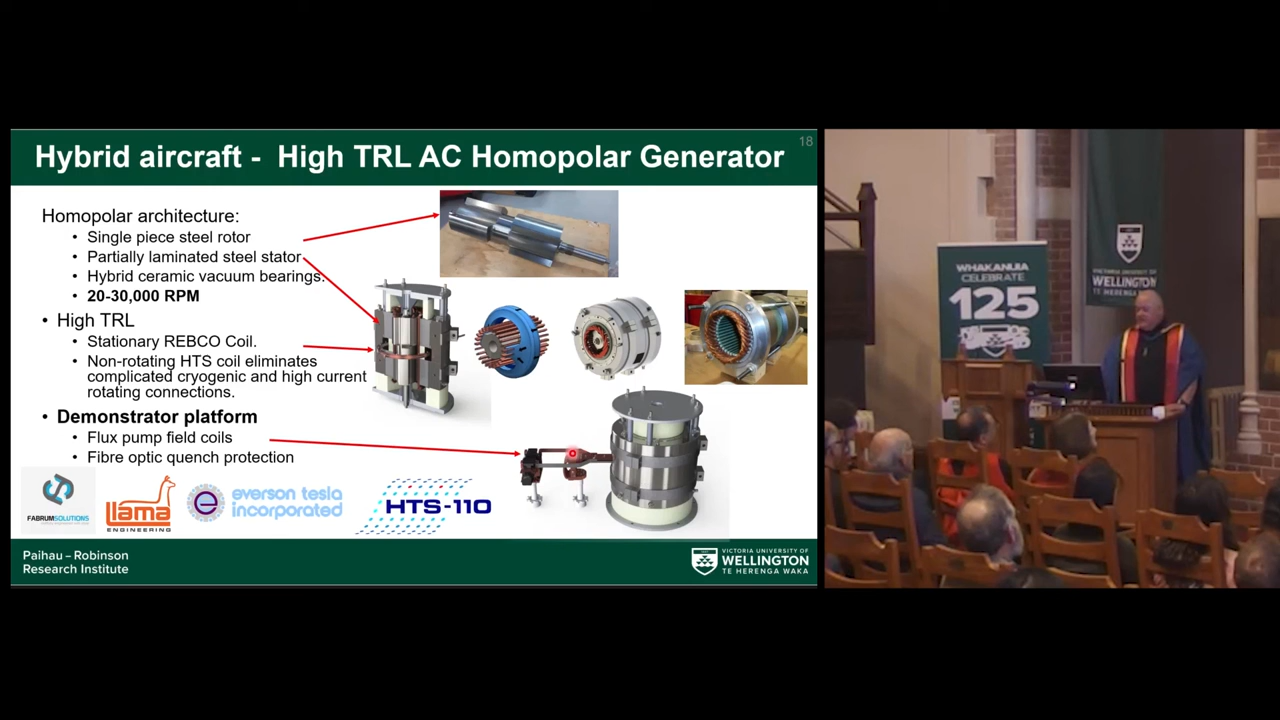 18
Hybrid aircraft - High TRL AC Homopolar Generator
Homopolar architecture:
• Single piece steel rotor
• Partially laminated steel stator
• Hybrid ceramic vacuum bearings.
• 20-30,000 RPM
• High TRL
• Stationary REBCO Coil.
• Non-rotating HTS coil eliminates
complicated cryogenic and high current
rotating connections.
• Demonstrator platform
• Flux pump field coils
• Fibre optic quench protection
FABRUMSOLUTIONS
llama
ENGINEERING
everson tesla
incorporated
HTS-110
Paihau – Robinson
Research Institute
VICTORIA UNIVERSITY OF
WELLINGTON
TE HERENGA WAKA
WHAKANUIA
CELEBRATE
125
VICTORIA UNIVERSITY OF
WELLINGTON
TE HERENGA WAKA